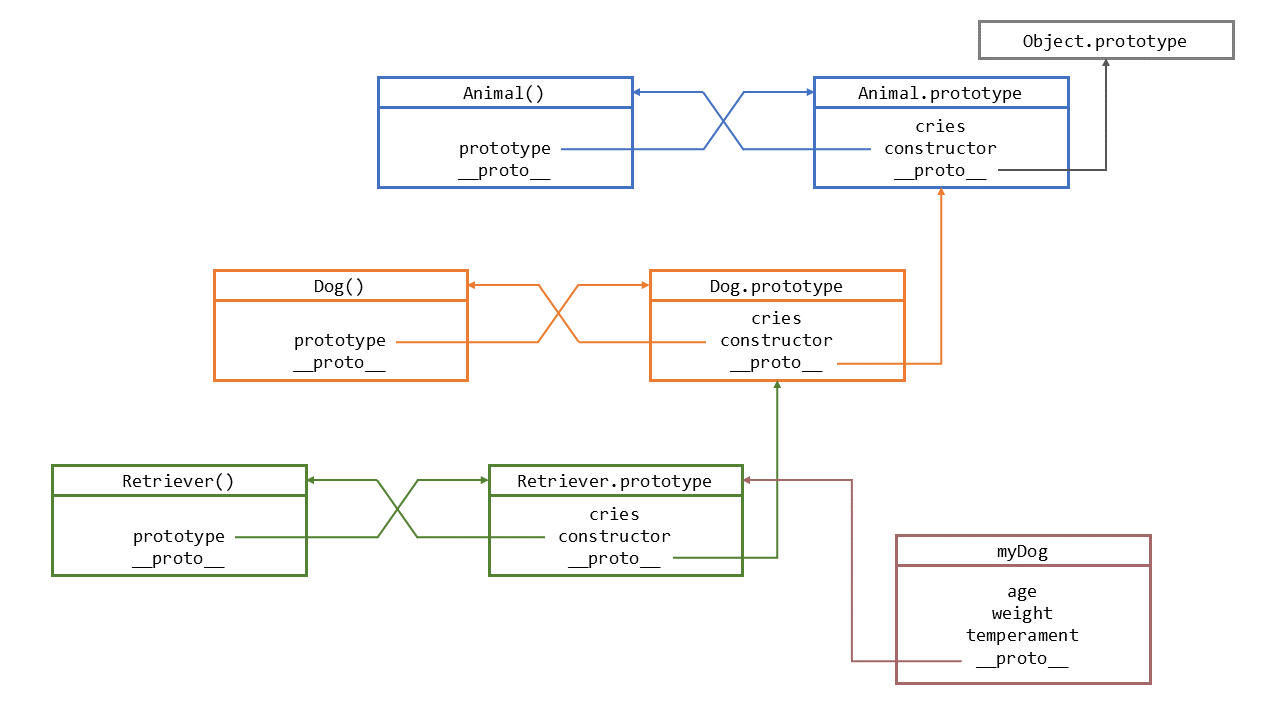 Object.prototype
Animal()
prototype
__proto__
Animal.prototype
cries
constructor
__proto__
Dog()
prototype
__proto__
Dog.prototype
cries
constructor
__proto__
Retriever()
prototype
__proto__
Retriever.prototype
cries
constructor
__proto__
myDog
age
weight
temperament
__proto__